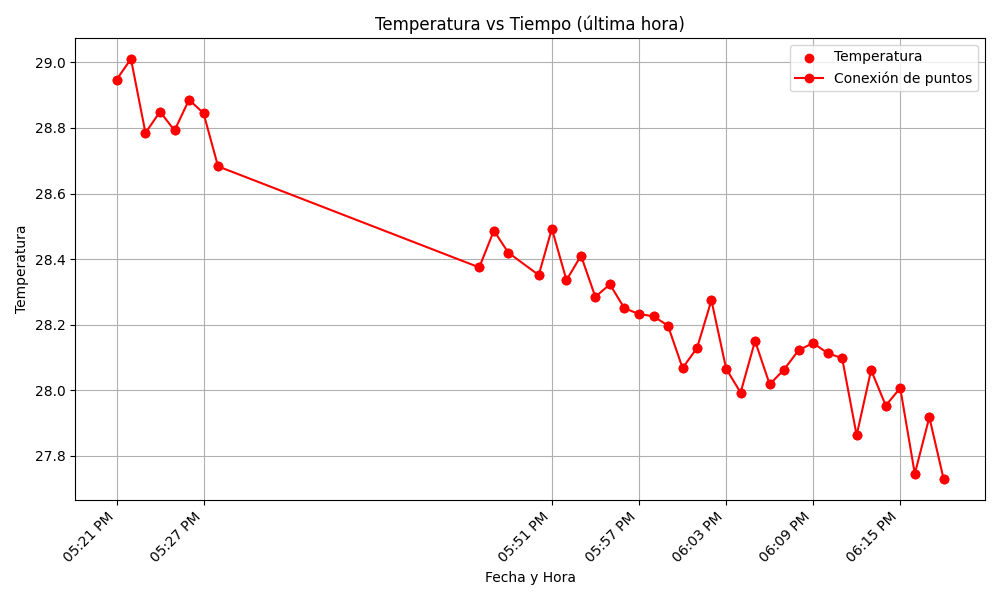 Temperatura vs Tiempo (última hora)
Temperatura
Conexión de puntos
Temperatura
29.0
28.8
28.6
28.4
28.2
28.0
27.8
05:21 PM
05:27 PM
05:51 PM
05:57 PM
06:03 PM
06:09 PM
06:15 PM
Fecha y Hora